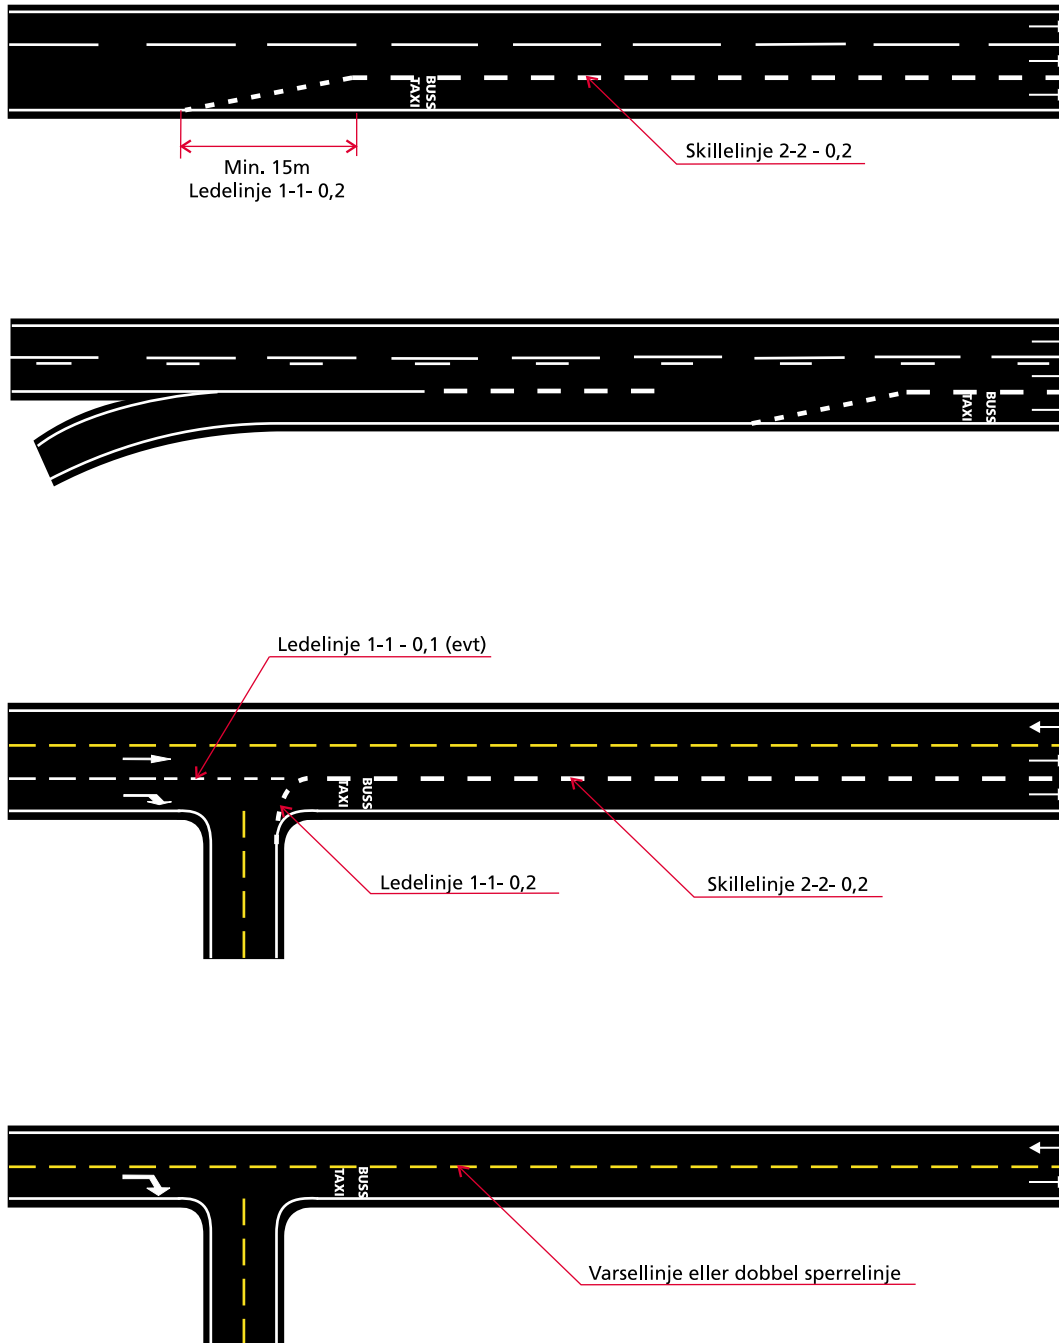 BUSS
TAXI
Skillelinje 2-2 - 0,2
Min. 15m
Ledelinje 1-1- 0,2
BUSS
TAXI
Ledelinje 1-1 - 0,1 (evt)
BUSS
TAXI
Ledelinje 1-1- 0,2
Skillelinje 2-2- 0,2
BUSS
TAXI
Varsellinje eller dobbel sperrelinje